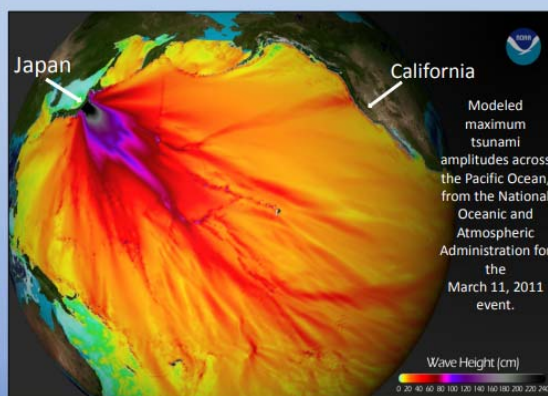 NOAA
Japan
California
Modeled
maximum
tsunami
amplitudes across
the Pacific Ocean,
from the National
Oceanic and
Atmospheric
Administration for
the
March 11, 2011
event.
Wave Height (cm)
0 20 40 60 80 100 120 140 160 180 200 220 240